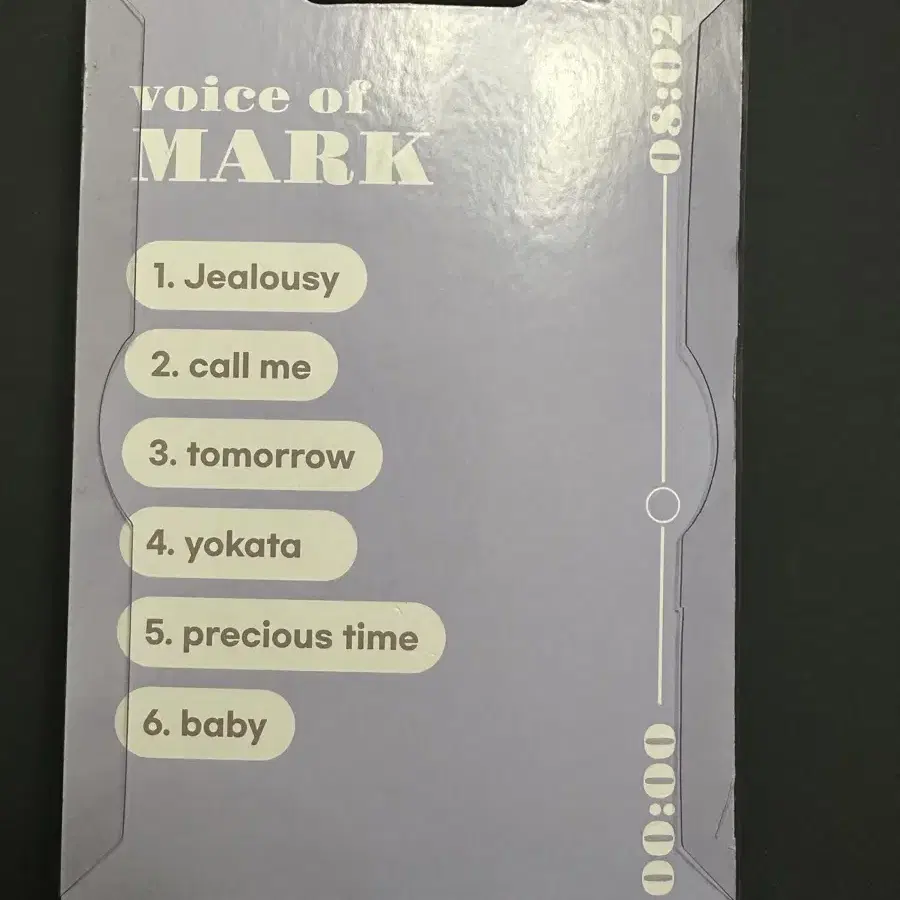 voice of
MARK
1. Jealousy
2. call me
3. tomorrow
4. yokata
5. precious time
6. baby
00:00
08:02